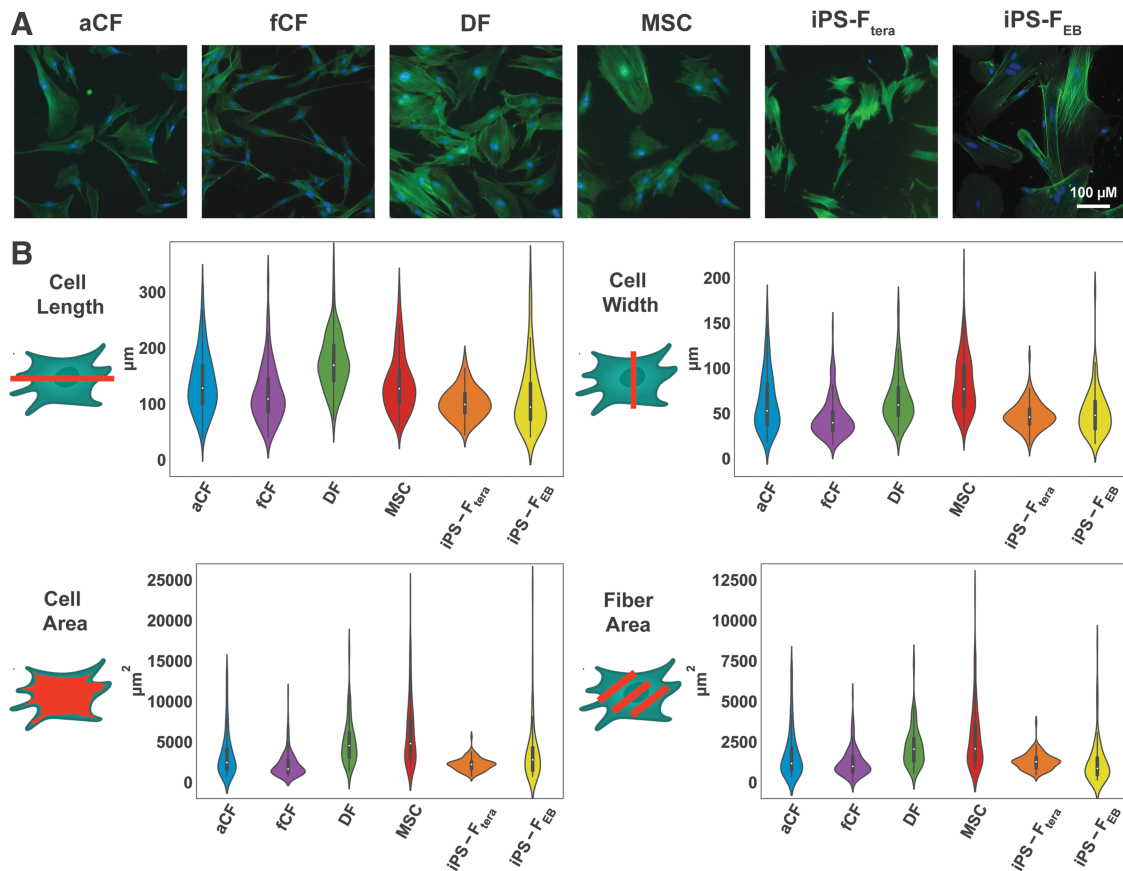 A
aCF
fCF
DF
MSC
iPS-Ftera
iPS-FEB
100 µM
B
Cell
Length
µm
300
200
100
0
aCF
fCF
DF
MSC
iPS – Ftera
iPS – FEB
Cell
Width
µm
200
150
100
50
0
aCF
fCF
DF
MSC
iPS – Ftera
iPS – FEB
Cell
Area
µm2
25000
20000
15000
10000
5000
0
aCF
fCF
DF
MSC
iPS – Ftera
iPS – FEB
Fiber
Area
µm2
12500
10000
7500
5000
2500
0
aCF
fCF
DF
MSC
iPS – Ftera
iPS – FEB